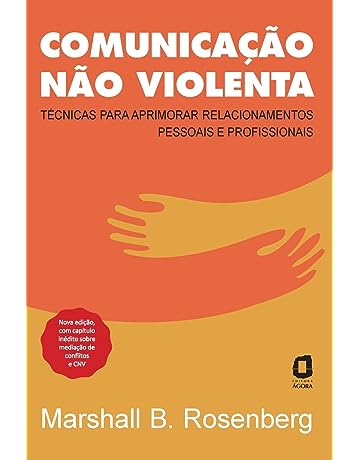 COMUNICAÇÃO
NÃO VIOLENTA
TÉCNICAS PARA APRIMORAR RELACIONAMENTOS
PESSOAIS E PROFISSIONAIS
Nova edição,
com capítulo
inédito sobre
mediação de
conflitos
e CNV
EDITORA
ÁGORA
Marshall B. Rosenberg